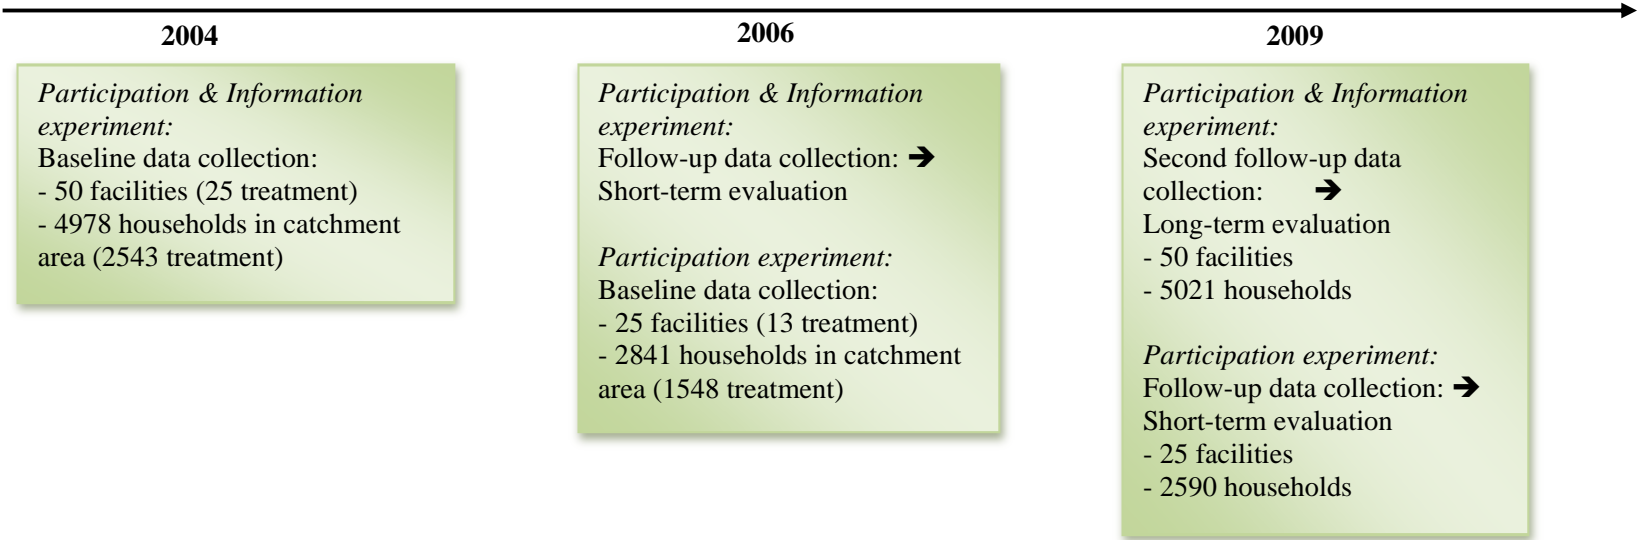 2004
Participation & Information
experiment:
Baseline data collection:
- 50 facilities (25 treatment)
- 4978 households in catchment
area (2543 treatment)
2006
Participation & Information
experiment:
Follow-up data collection: ➔
Short-term evaluation
Participation experiment:
Baseline data collection:
- 25 facilities (13 treatment)
- 2841 households in catchment
area (1548 treatment)
2009
Participation & Information
experiment:
Second follow-up data
collection: ➔
Long-term evaluation
- 50 facilities
- 5021 households
Participation experiment:
Follow-up data collection: ➔
Short-term evaluation
- 25 facilities
- 2590 households